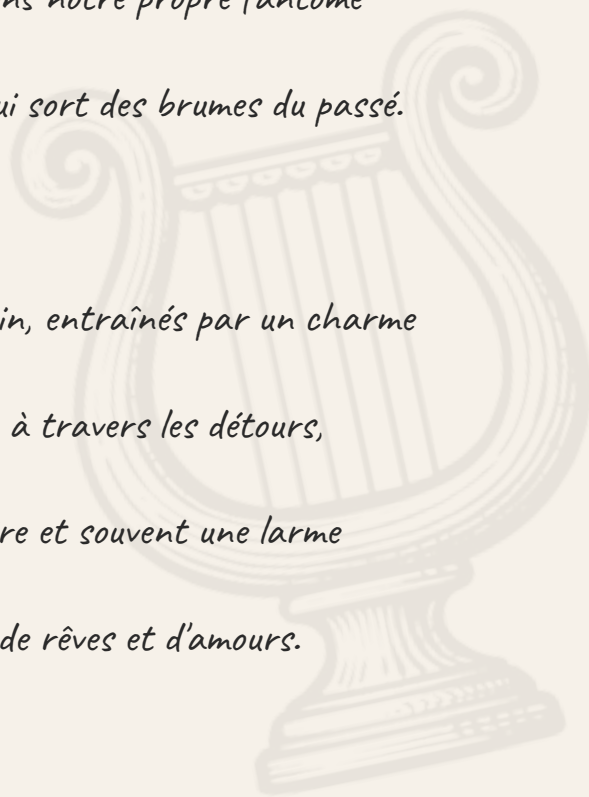 ns notre propre fantôme
ui sort des brumes du passé.
in, entraînés par un charme
à travers les détours,
re et souvent une larme
de rêves et d'amours.